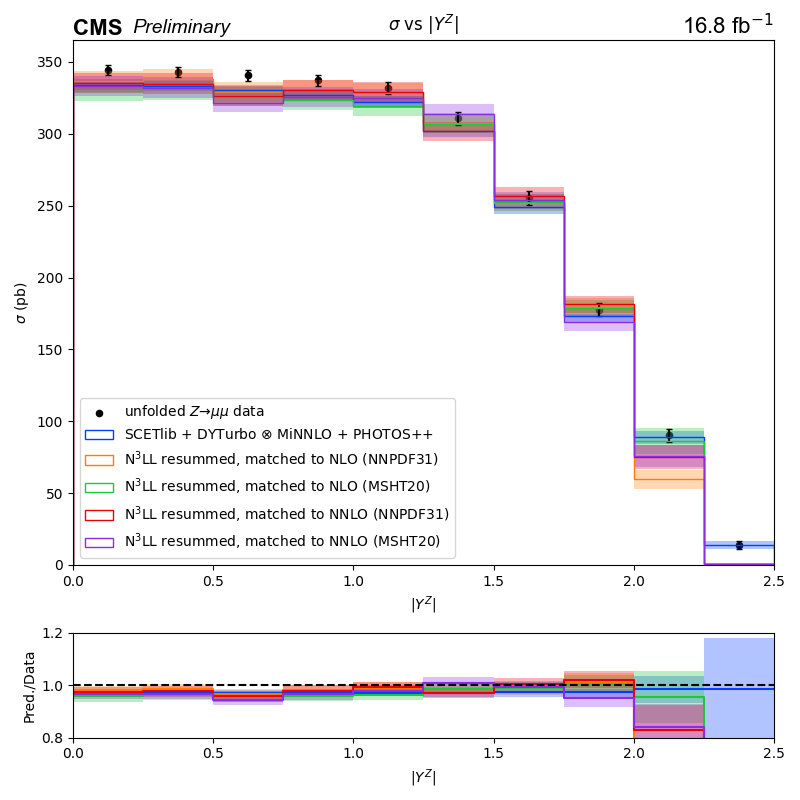 CMS Preliminary σ vs |Y^Z| 16.8 fb⁻¹
350
300
250
200
150
100
50
0
σ (pb)
unfolded Z→μμ data
SCETlib + DYTurbo ⊗ MiNNLO + PHOTOS++
N³LL resummed, matched to NLO (NNPDF31)
N³LL resummed, matched to NLO (MSHT20)
N³LL resummed, matched to NNLO (NNPDF31)
N³LL resummed, matched to NNLO (MSHT20)
0.0 0.5 1.0 1.5 2.0 2.5
|Y^Z|
1.2
1.0
0.8
Pred./Data
0.0 0.5 1.0 1.5 2.0 2.5
|Y^Z|